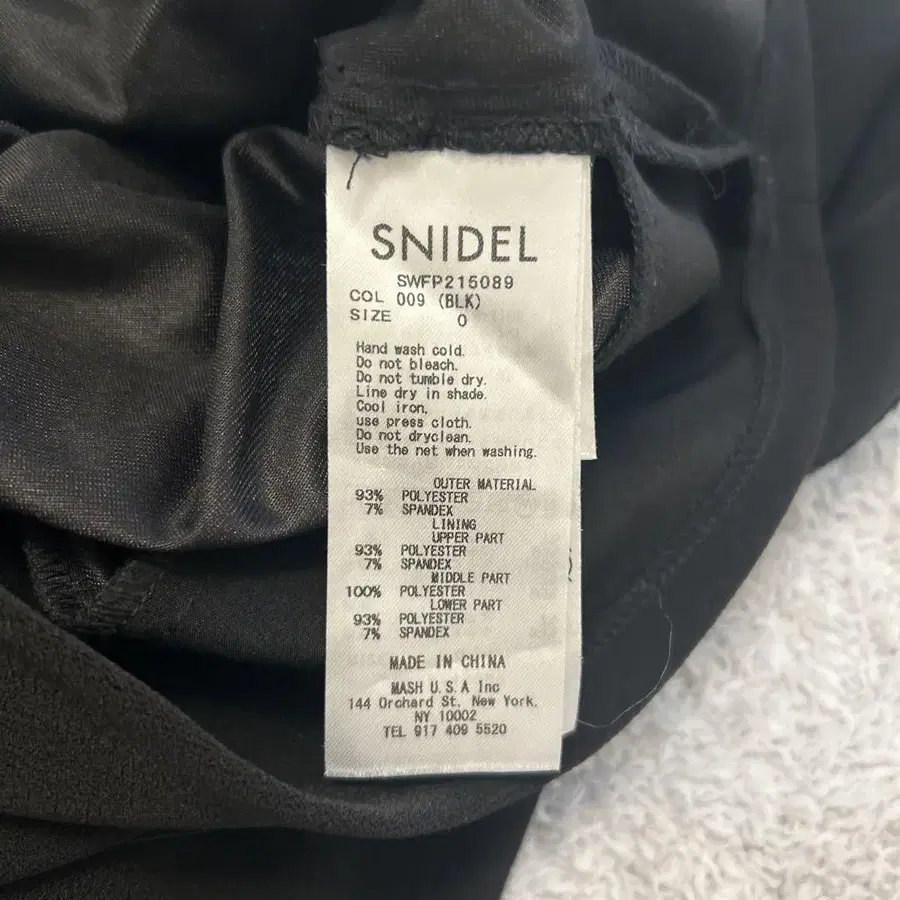 SNIDEL
SWFP215089
COL 009 (BLK)
SIZE 0
Hand wash cold.
Do not bleach.
Do not tumble dry.
Line dry in shade.
Cool iron.
use press cloth.
Do not dryclean.
Use the net when washing.
OUTER MATERIAL
93% POLYESTER
7% SPANDEX
LINING
UPPER PART
93% POLYESTER
7% SPANDEX
MIDDLE PART
100% POLYESTER
LOWER PART
93% POLYESTER
7% SPANDEX
MADE IN CHINA
MASH U.S.A Inc
144 Orchard St, New York,
NY 10002
TEL 917 409 5520